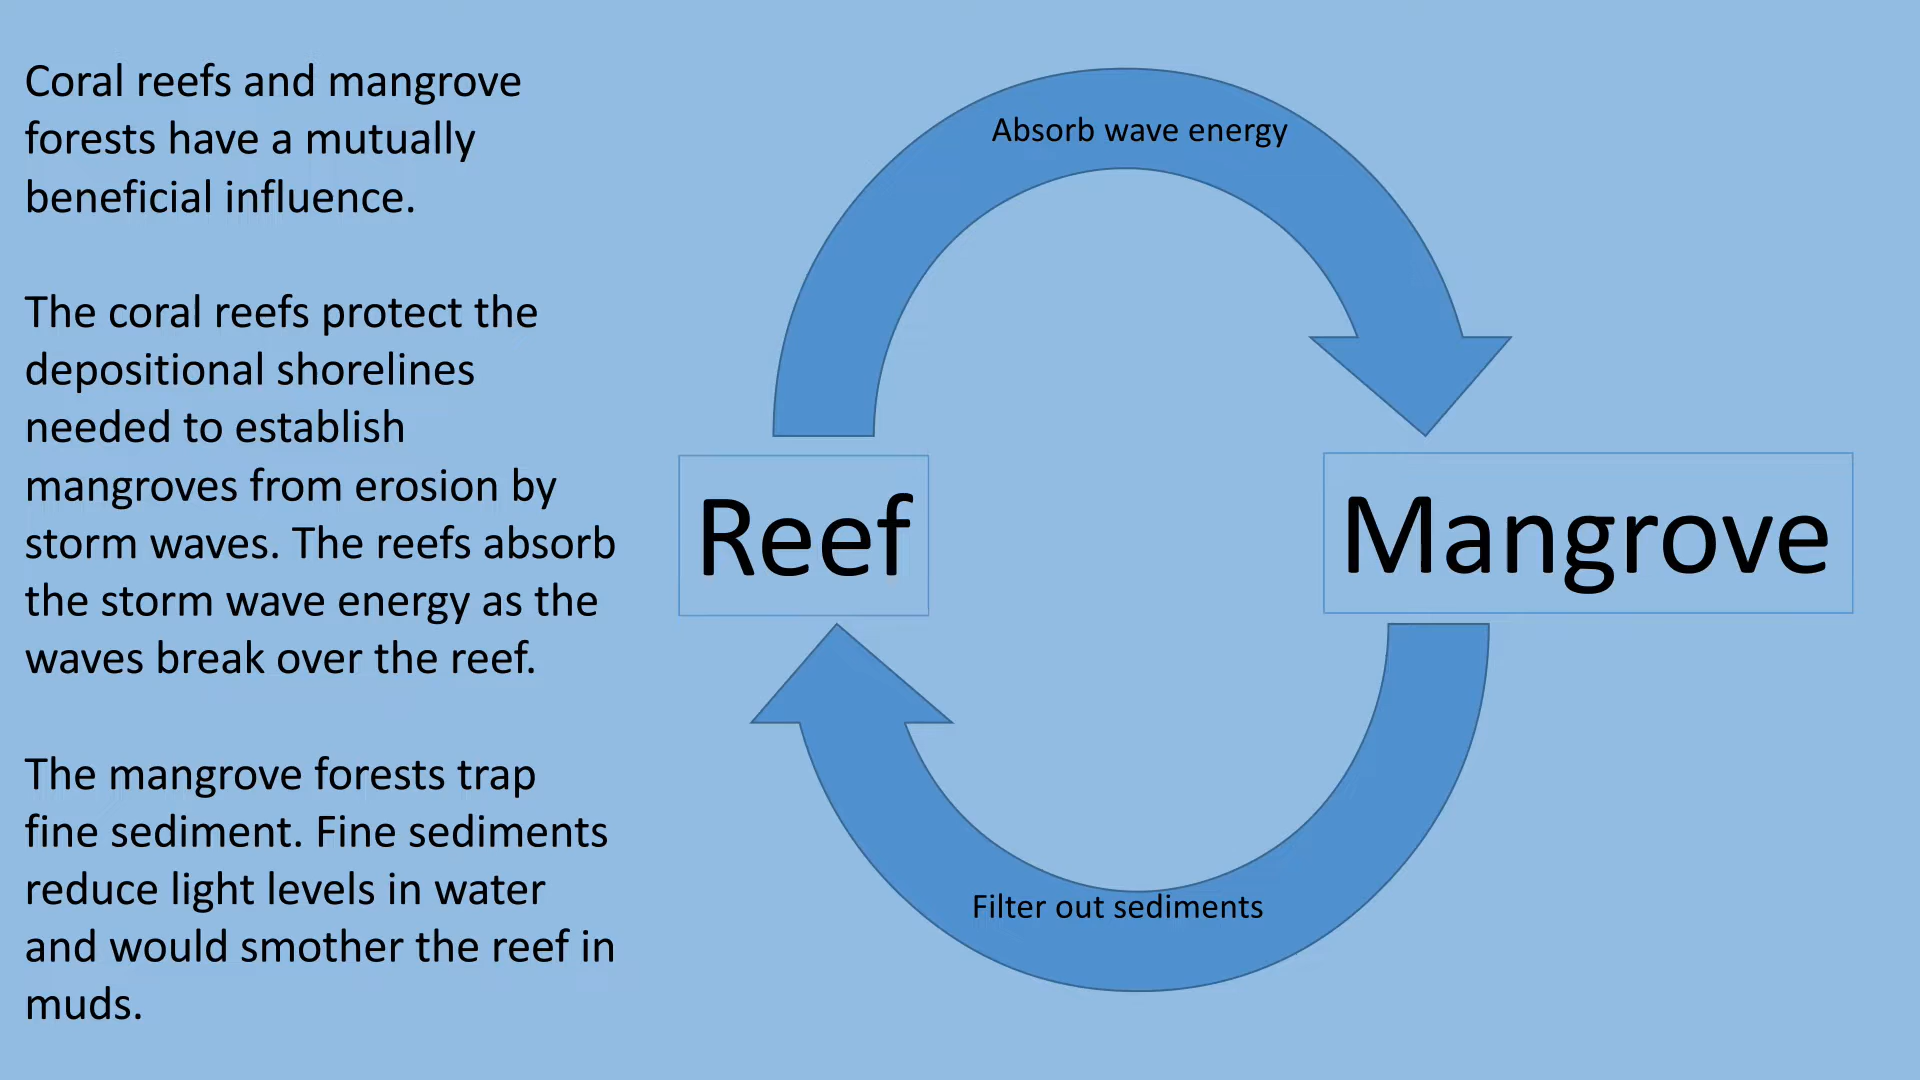 Coral reefs and mangrove
forests have a mutually
beneficial influence.
The coral reefs protect the
depositional shorelines
needed to establish
mangroves from erosion by
storm waves. The reefs absorb
the storm wave energy as the
waves break over the reef.
The mangrove forests trap
fine sediment. Fine sediments
reduce light levels in water
and would smother the reef in
muds.
Absorb wave energy
Reef
Mangrove
Filter out sediments